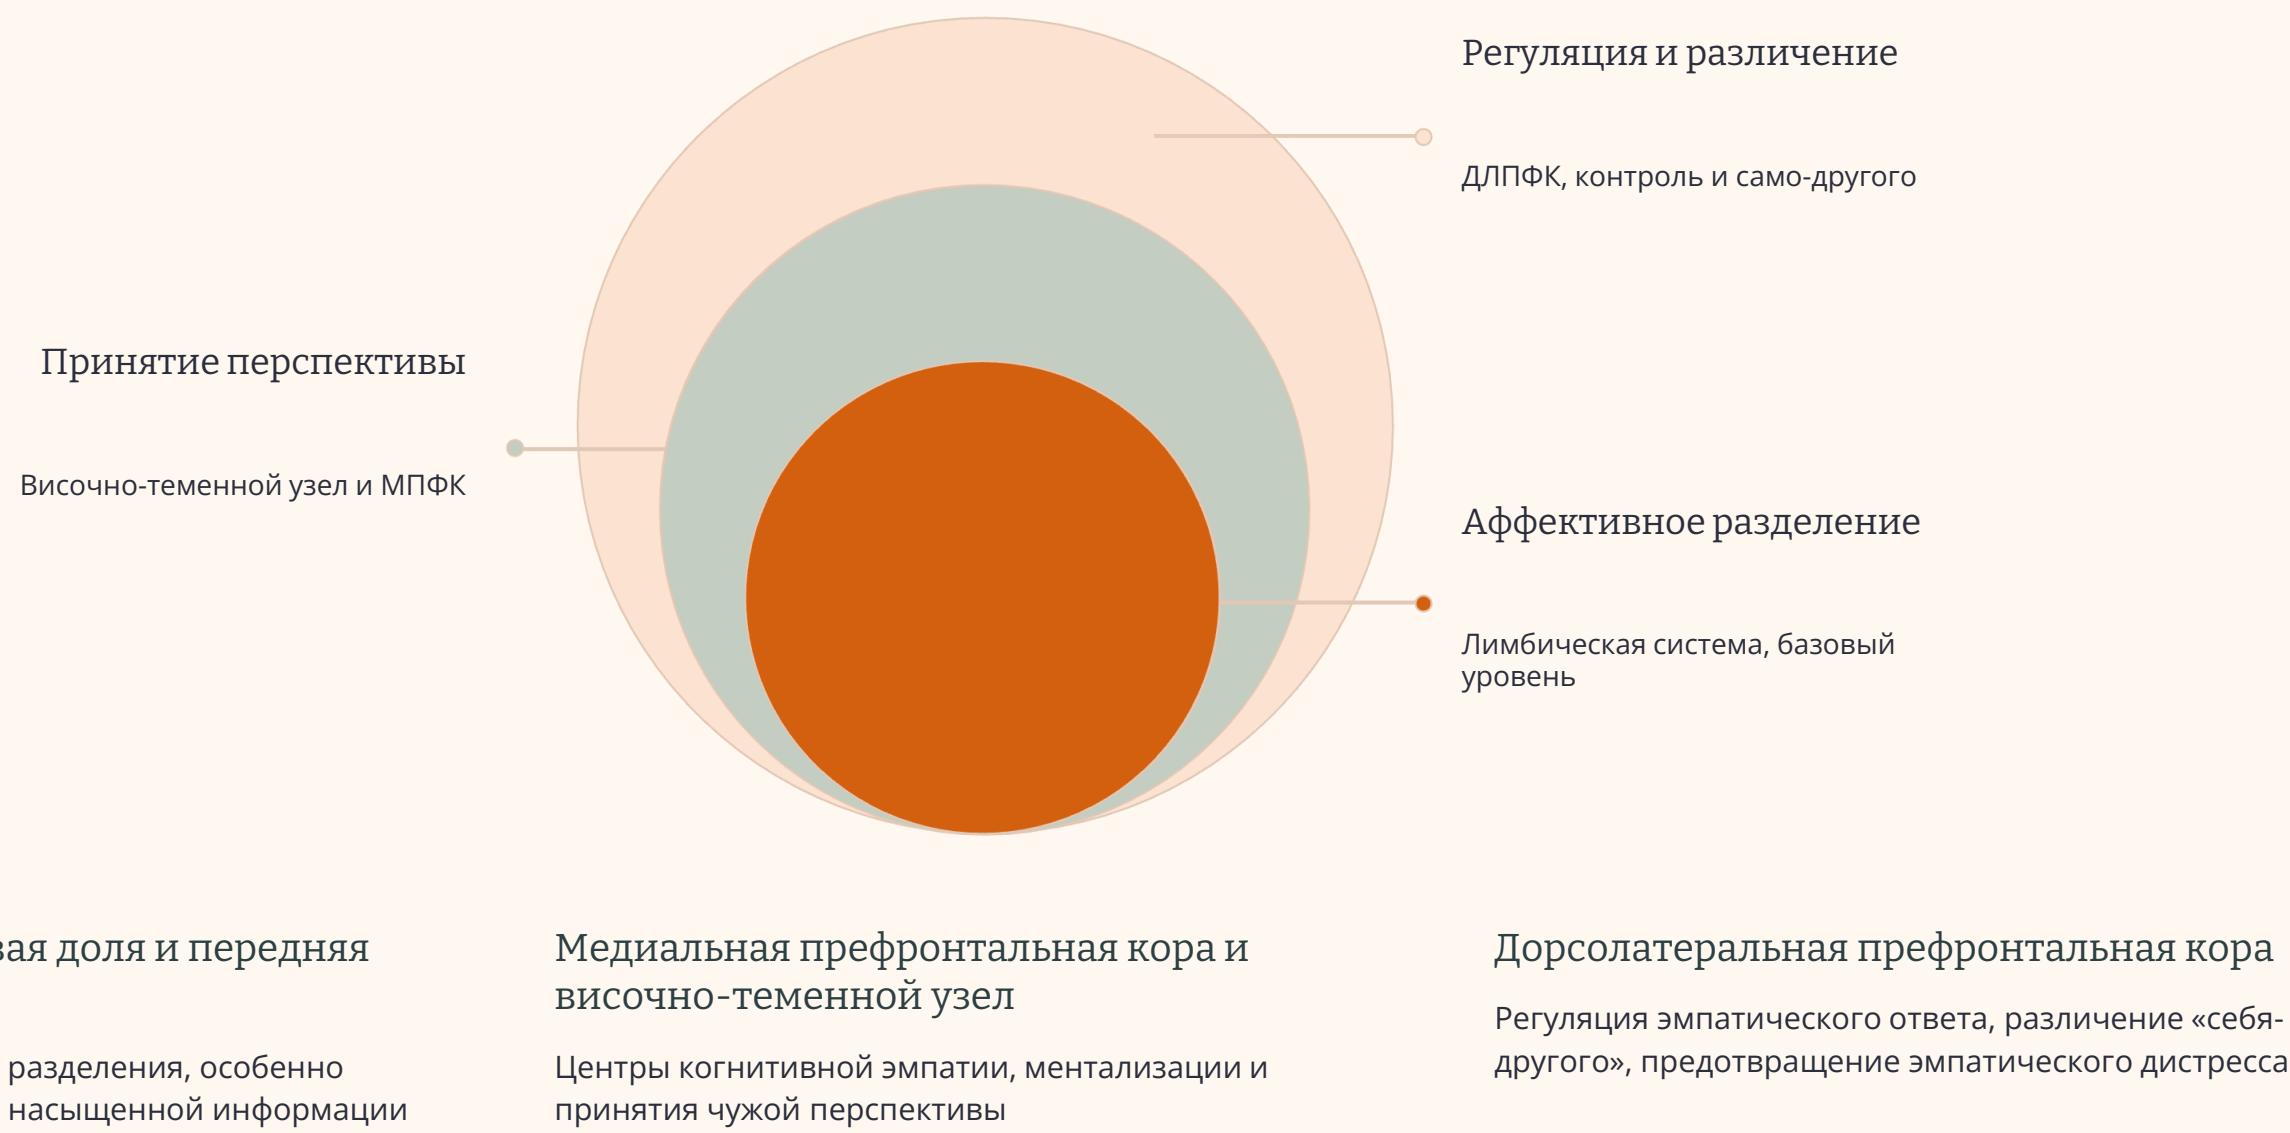 Регуляция и различение
ДЛПФК, контроль и само-другого
Принятие перспективы
Височно-теменной узел и МПФК
Аффективное разделение
Лимбическая система, базовый
уровень
доля и передняя
разделения, особенно
насыщенной информации
Медиальная префронтальная кора и
височно-теменной узел
Центры когнитивной эмпатии, ментализации и
принятия чужой перспективы
Дорсолатеральная префронтальная кора
Регуляция эмпатического ответа, различение «себя-
другого», предотвращение эмпатического дистресса